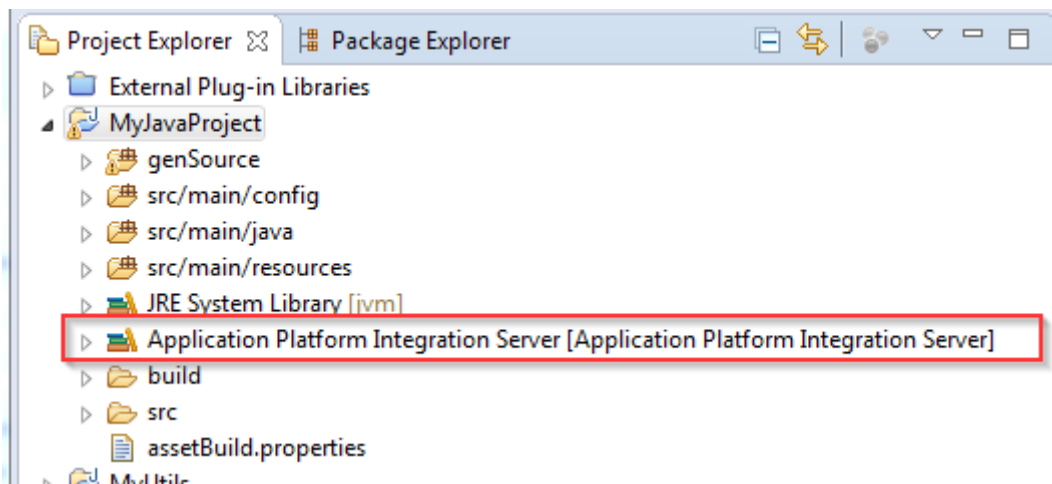 Project Explorer Package Explorer
External Plug-in Libraries
MyJavaProject
genSource
src/main/config
src/main/java
src/main/resources
JRE System Library [jvm]
Application Platform Integration Server [Application Platform Integration Server]
build
src
assetBuild.properties
MyUtils